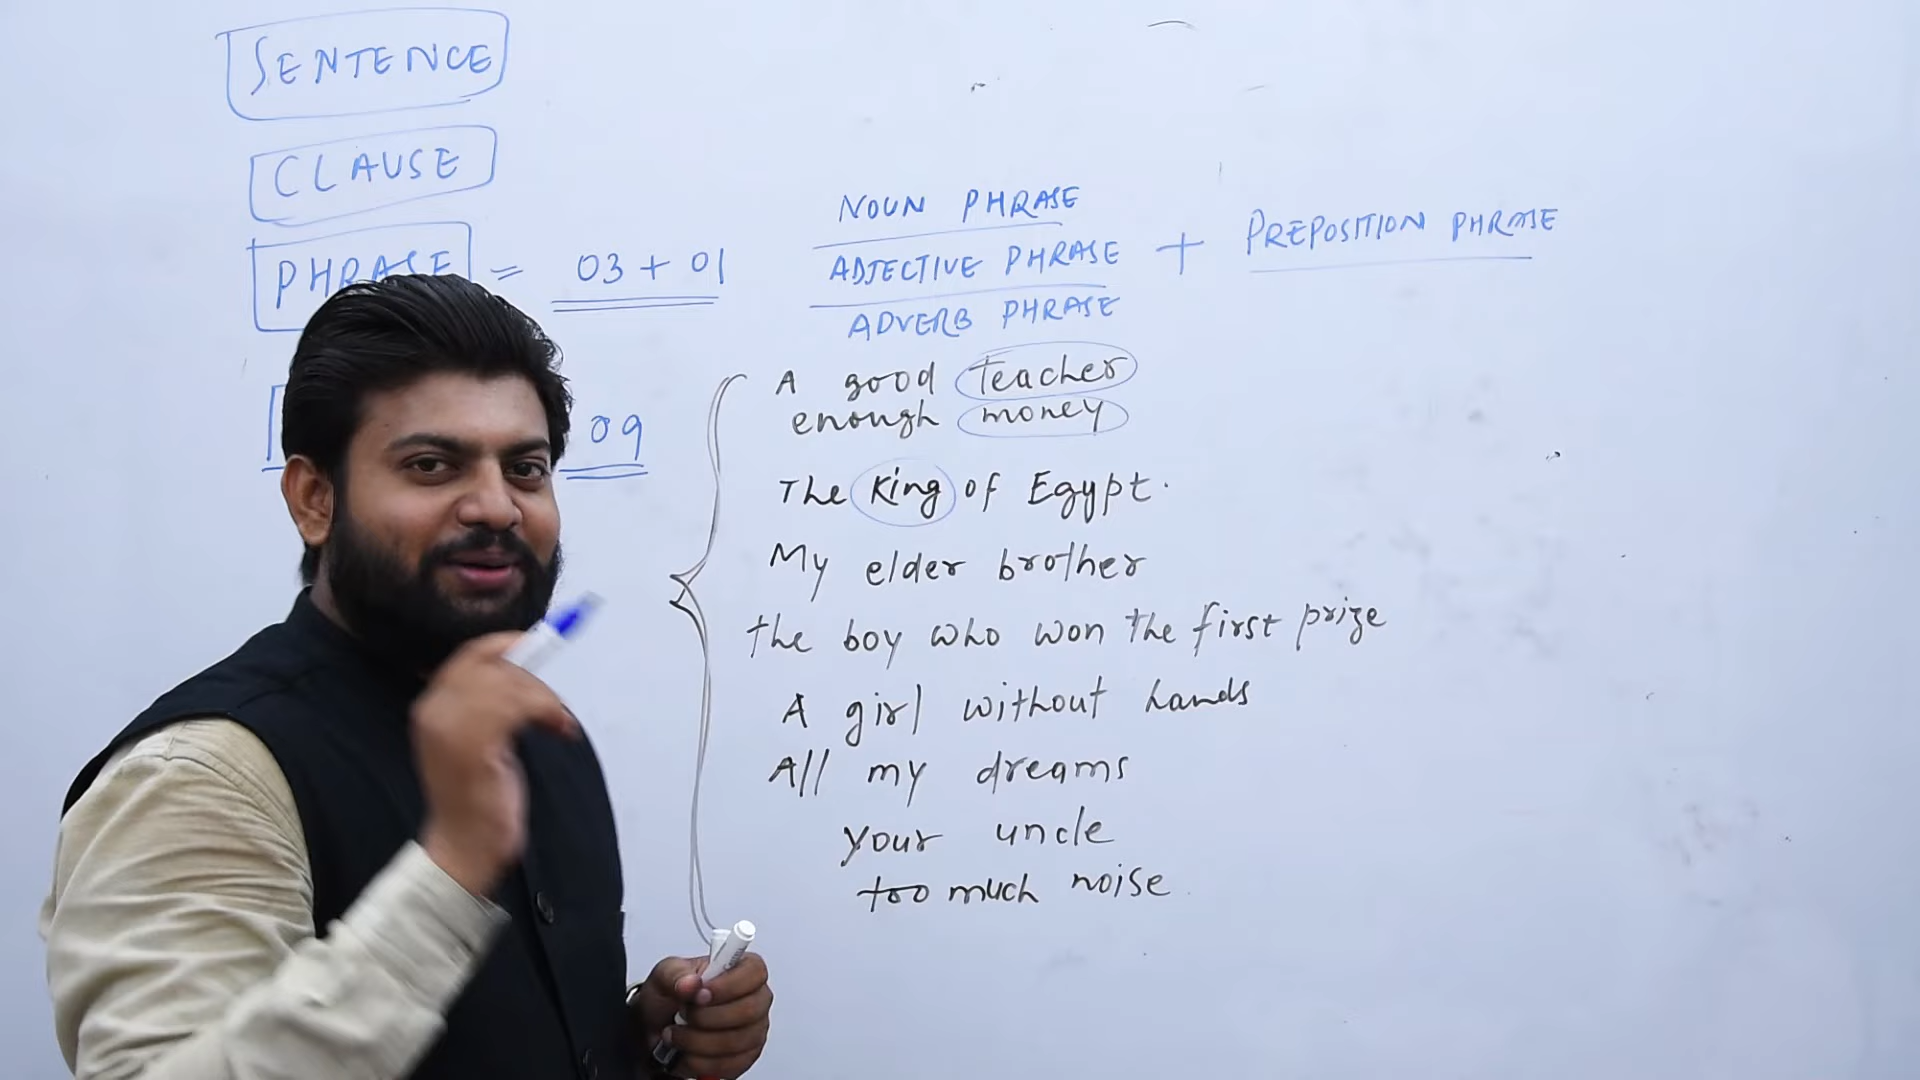 SENTENCE
CLAUSE
PHRASE = 03 + 01
NOUN PHRASE
ADJECTIVE PHRASE + PREPOSITION PHRASE
ADVERB PHRASE
09
A good teacher
enough money
The King of Egypt.
My elder brother
the boy who won the first prize
A girl without hands
All my dreams
your uncle
too much noise